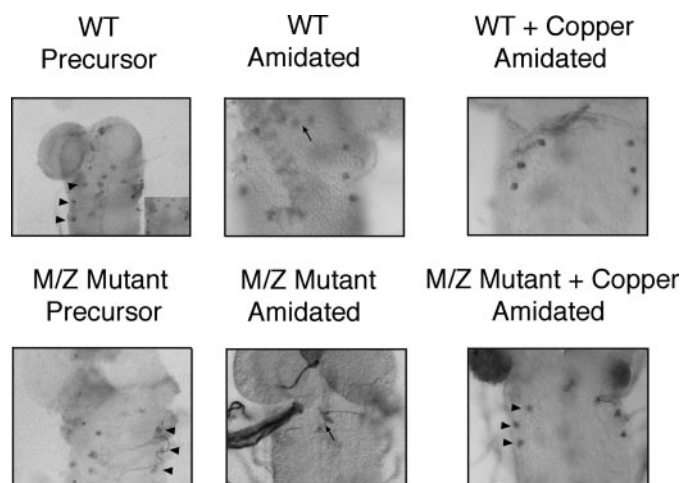 WT
Precursor
WT
Amidated
WT + Copper
Amidated
M/Z Mutant
Precursor
M/Z Mutant
Amidated
M/Z Mutant + Copper
Amidated